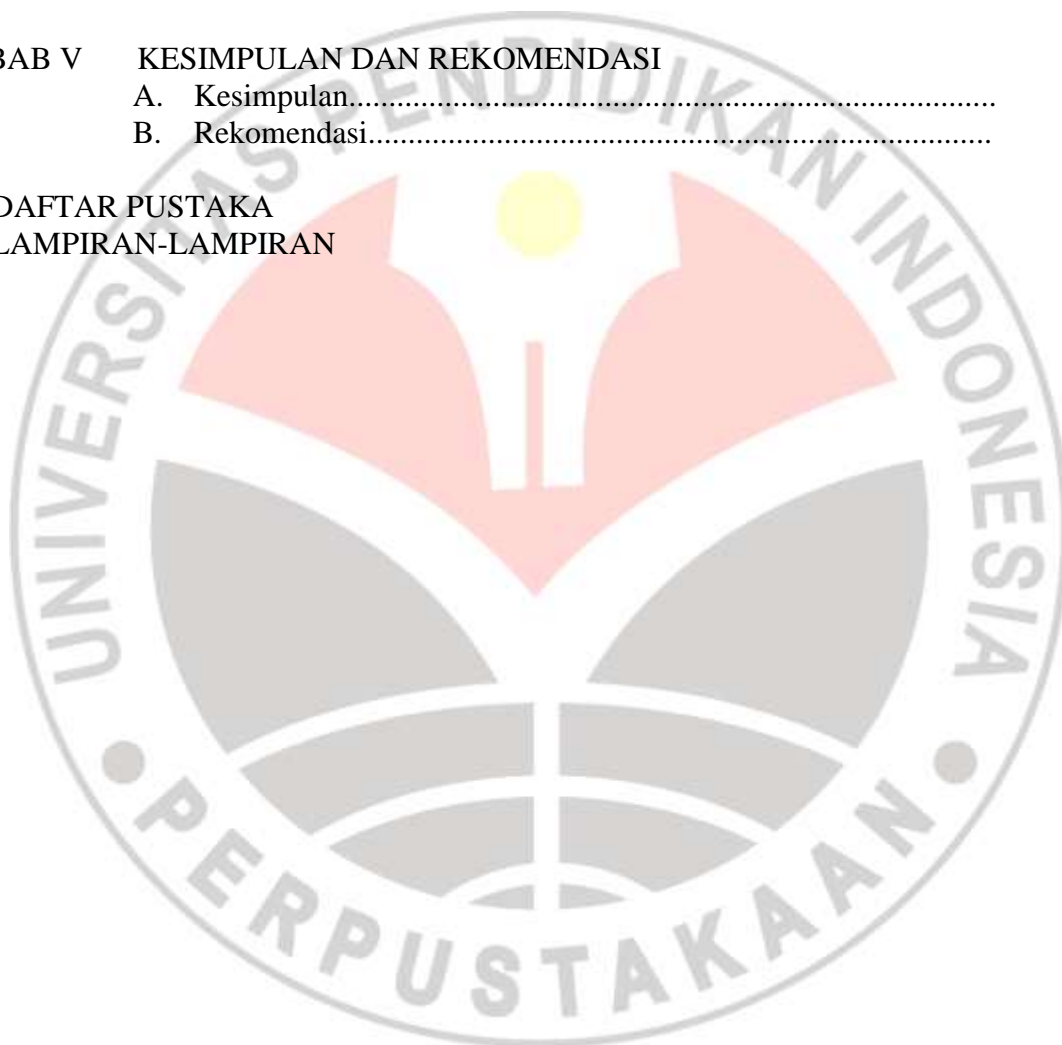 BAB V KESIMPULAN DAN REKOMENDASI
A. Kesimpulan................................................................................
B. Rekomendasi.............................................................................
DAFTAR PUSTAKA
LAMPIRAN-LAMPIRAN
UNIVERSITAS PENDIDIKAN INDONESIA
PERPUSTAKAAN